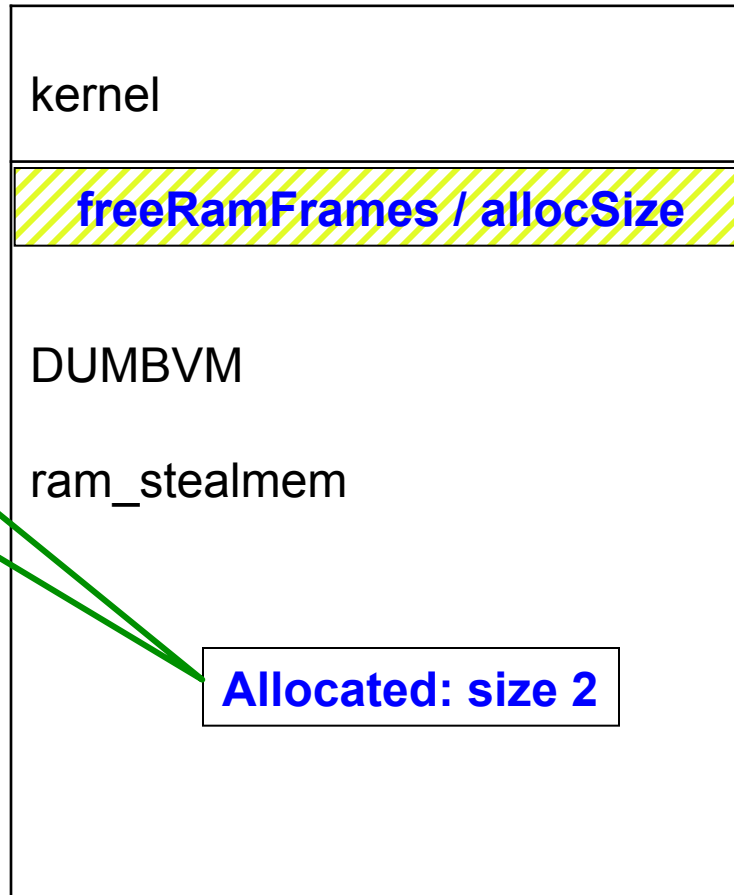 kernel
freeRamFrames / allocSize
DUMBVM
ram_stealmem
Allocated: size 2